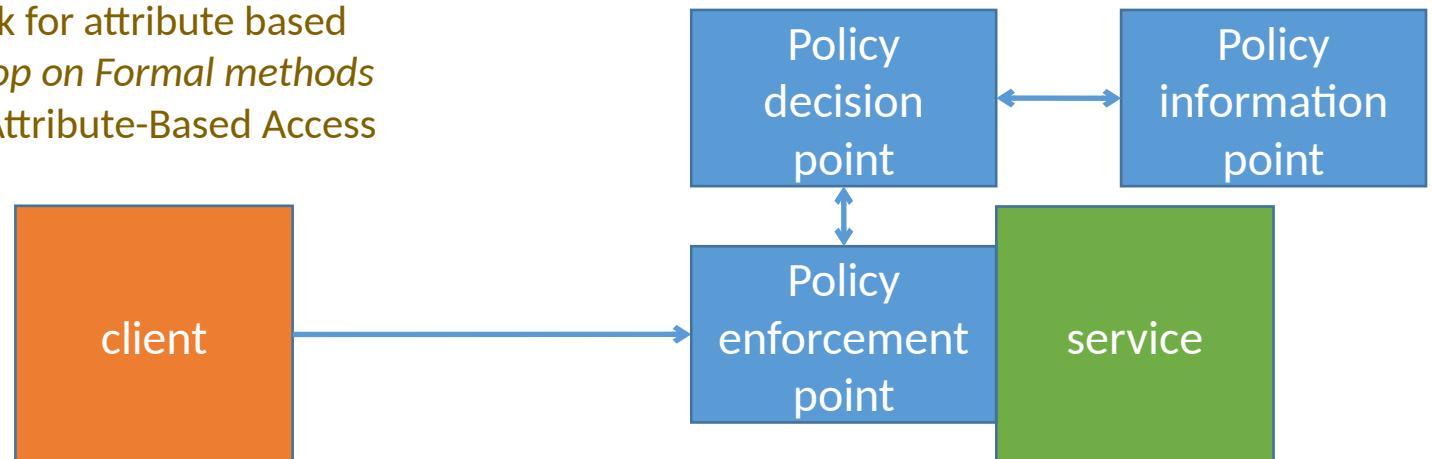 k for attribute based
op on Formal methods
Attribute-Based Access
Policy
decision
point
Policy
information
point
client
Policy
enforcement
point
service